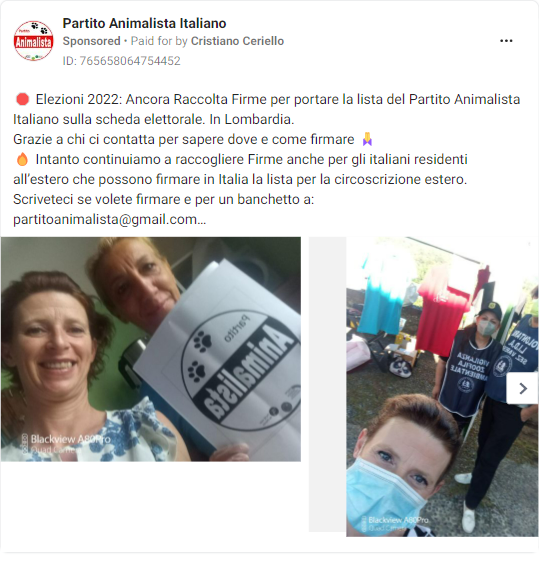 Partito Animalista Italiano
Sponsored • Paid for by Cristiano Ceriello
ID: 765658064754452
Elezioni 2022: Ancora Raccolta Firme per portare la lista del Partito Animalista
Italiano sulla scheda elettorale. In Lombardia.
Grazie a chi ci contatta per sapere dove e come firmare
Intanto continuiamo a raccogliere Firme anche per gli italiani residenti
all'estero che possono firmare in Italia la lista per la circoscrizione estero.
Scriveteci se volete firmare e per un banchetto a:
partitoanimalista@gmail.com...
Partito
Animalista
Blackview A80Pro
VIGILANZA
ZOOFILA
Blackview A80Pro